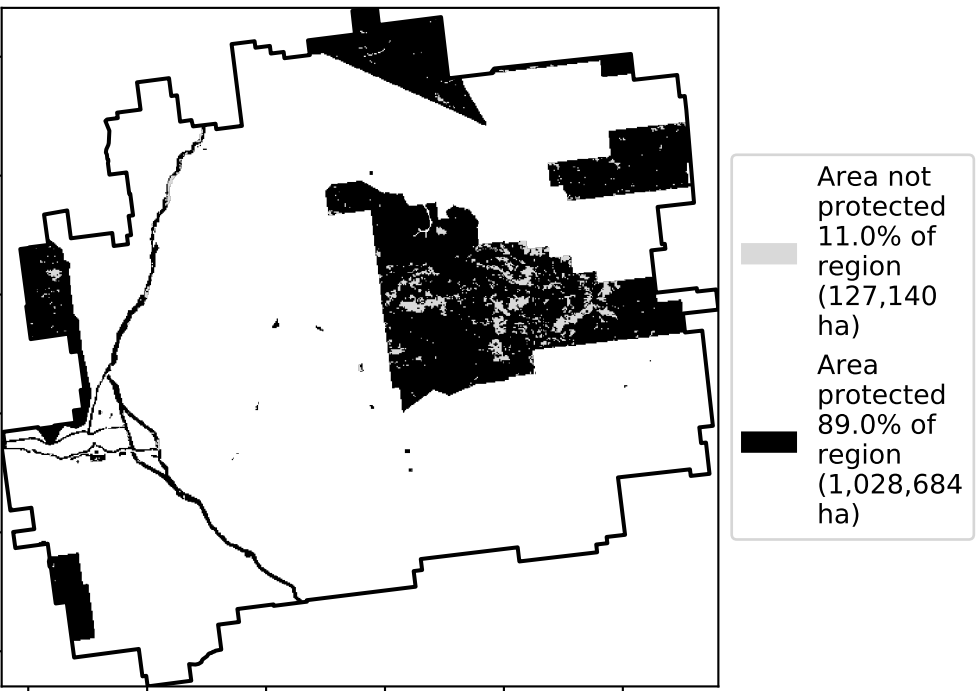 Area not
protected
11.0% of
region
(127,140
ha)
Area
protected
89.0% of
region
(1,028,684
ha)